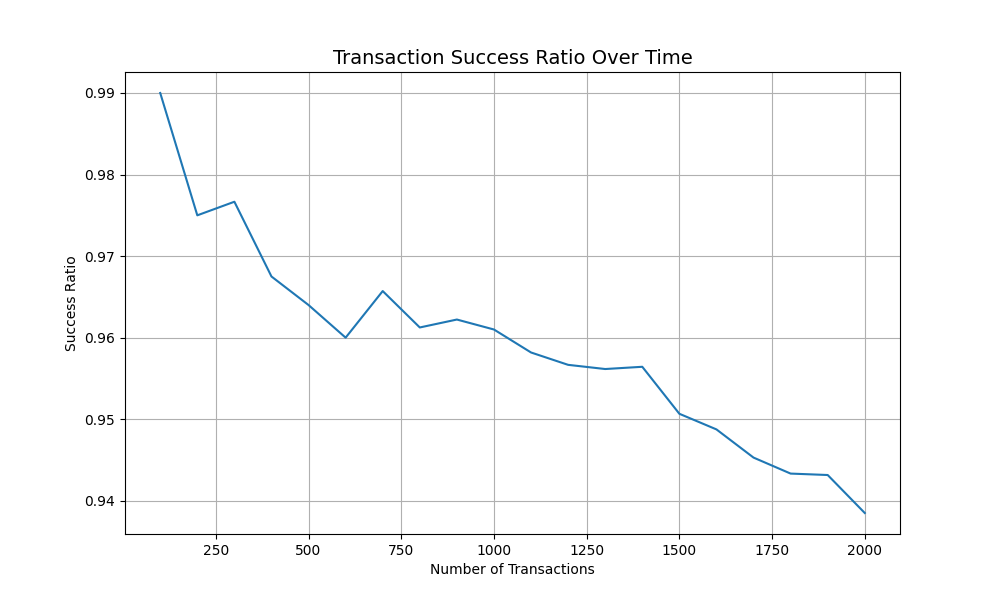 Transaction Success Ratio Over Time
0.99
0.98
0.97
0.96
0.95
0.94
Success Ratio
250 500 750 1000 1250 1500 1750 2000
Number of Transactions